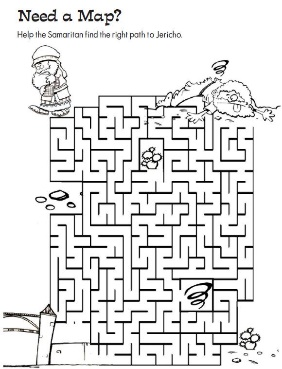 Need a Map?
Help the Samaritan find the right path to Jericho.